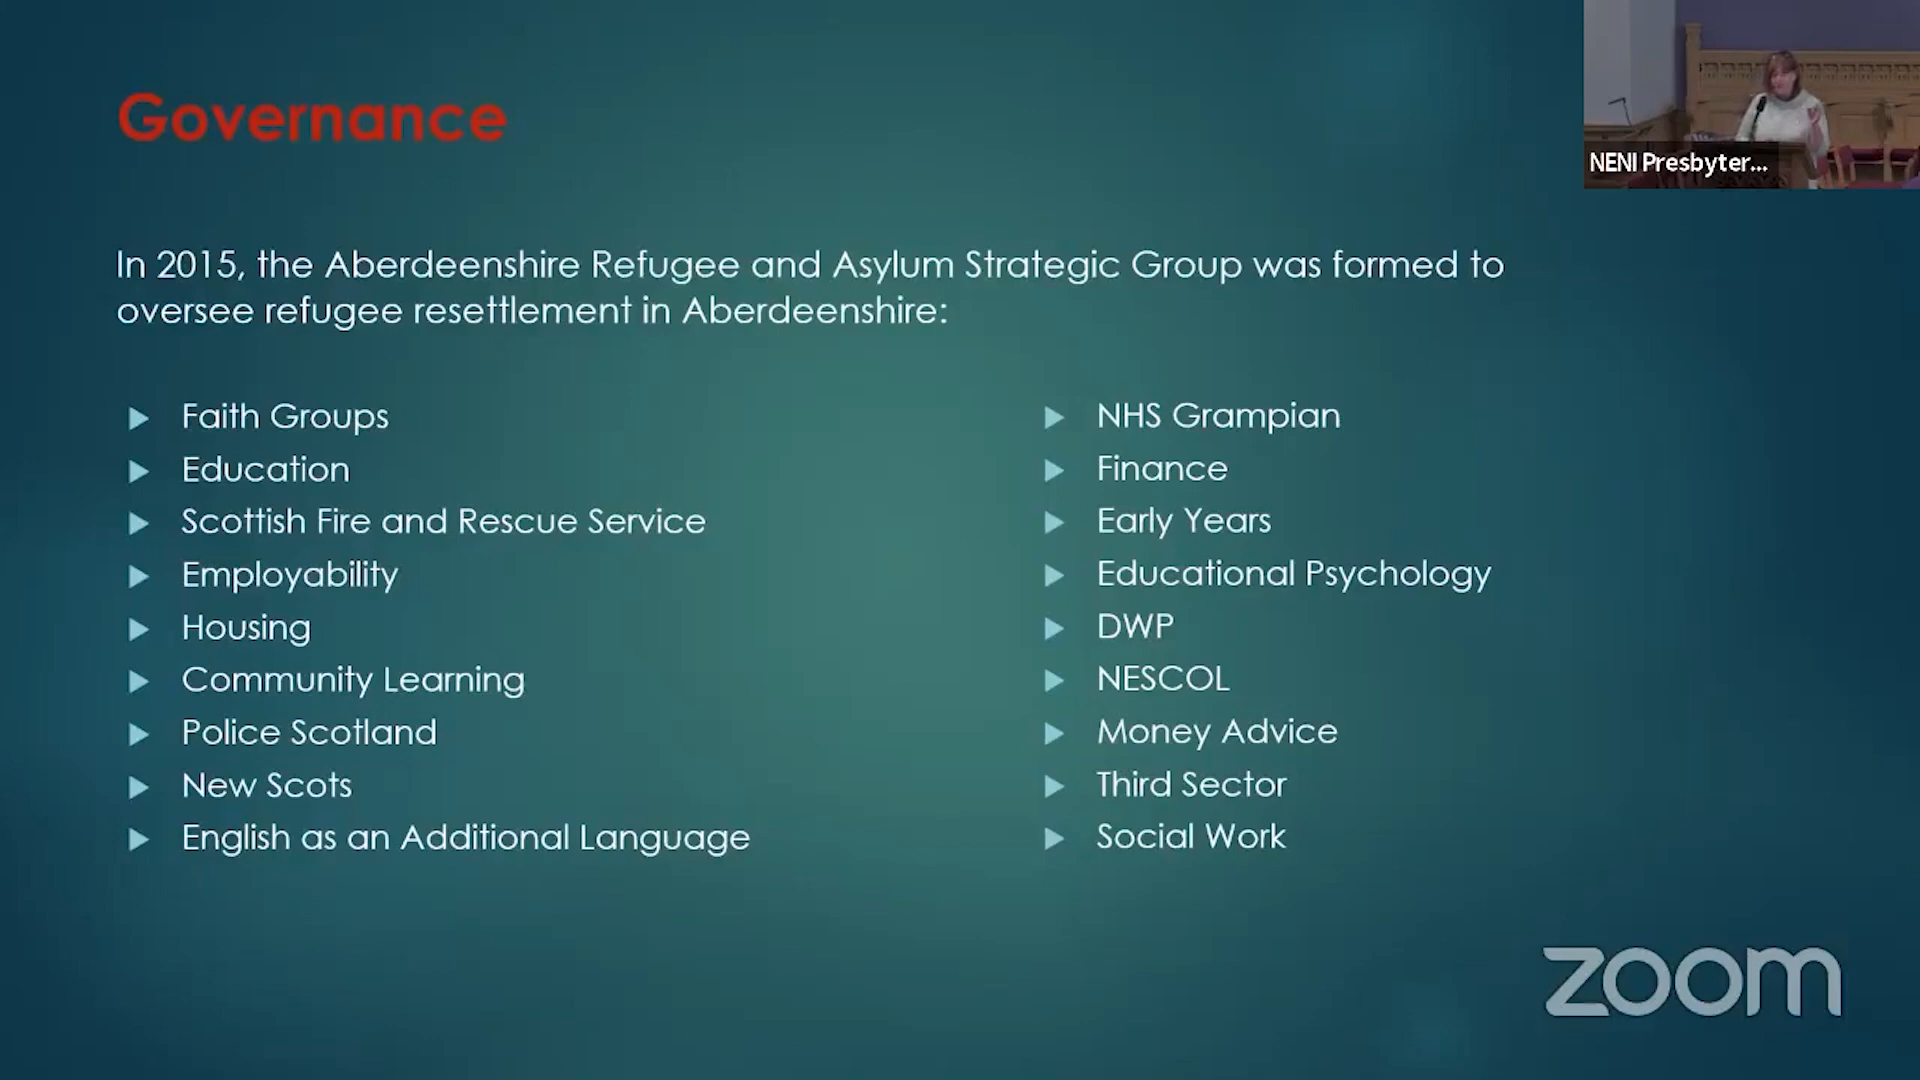 Governance
NENI Presbyter...
In 2015, the Aberdeenshire Refugee and Asylum Strategic Group was formed to
oversee refugee resettlement in Aberdeenshire:
Faith Groups
Education
Scottish Fire and Rescue Service
Employability
Housing
Community Learning
Police Scotland
New Scots
English as an Additional Language
NHS Grampian
Finance
Early Years
Educational Psychology
DWP
NESCOL
Money Advice
Third Sector
Social Work
zoom